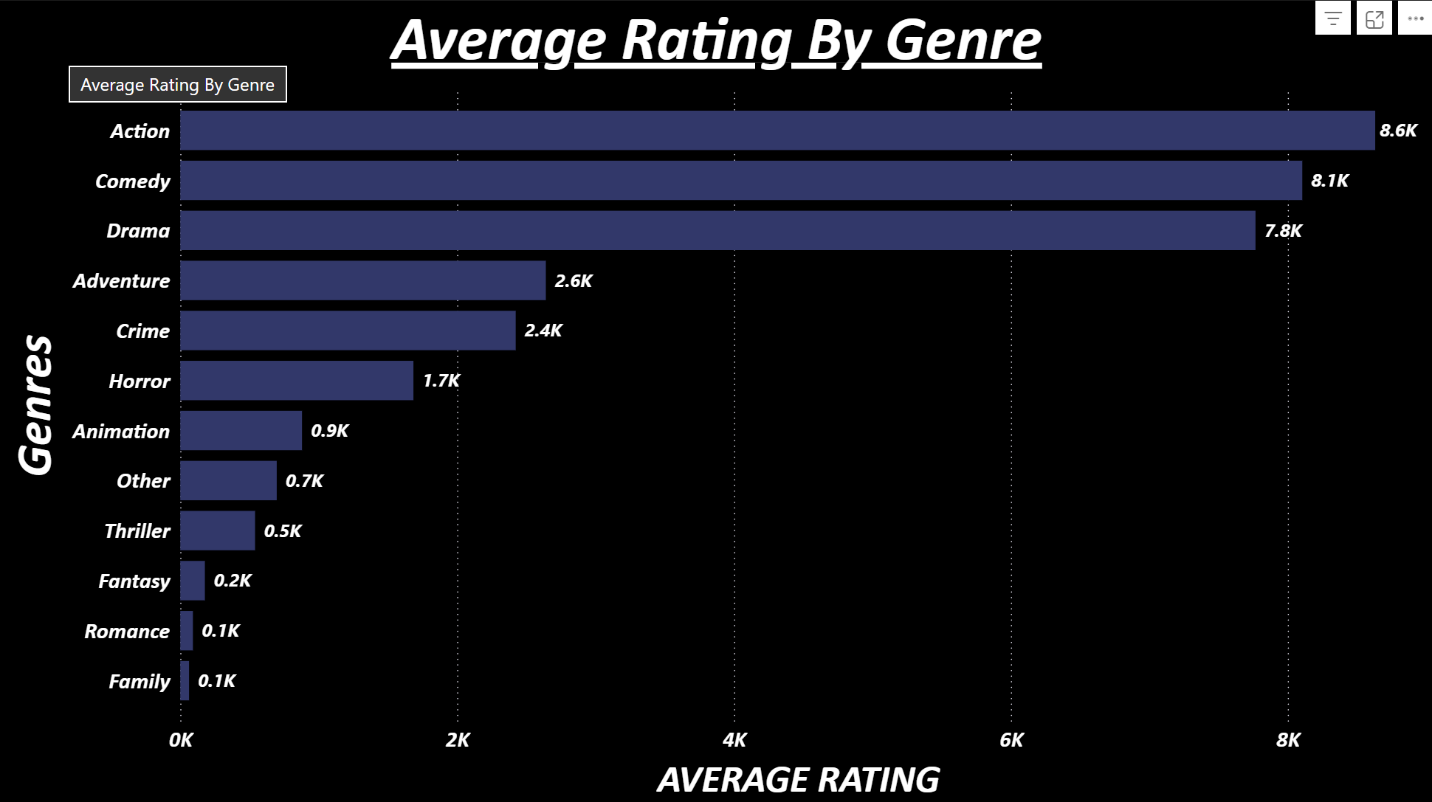 Average Rating By Genre
Average Rating By Genre
Action 8.6K
Comedy 8.1K
Drama 7.8K
Adventure 2.6K
Crime 2.4K
Horror 1.7K
Animation 0.9K
Other 0.7K
Thriller 0.5K
Fantasy 0.2K
Romance 0.1K
Family 0.1K
Genres
0K 2K 4K 6K 8K
AVERAGE RATING